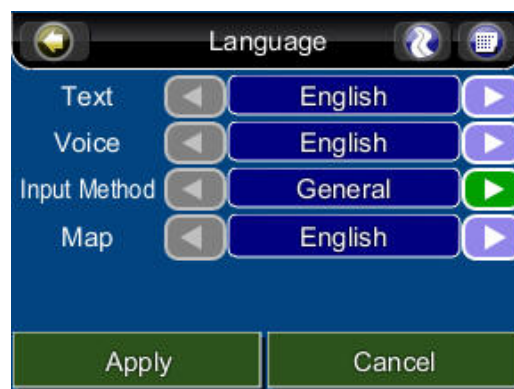 Language
Text English
Voice English
Input Method General
Map English
Apply Cancel